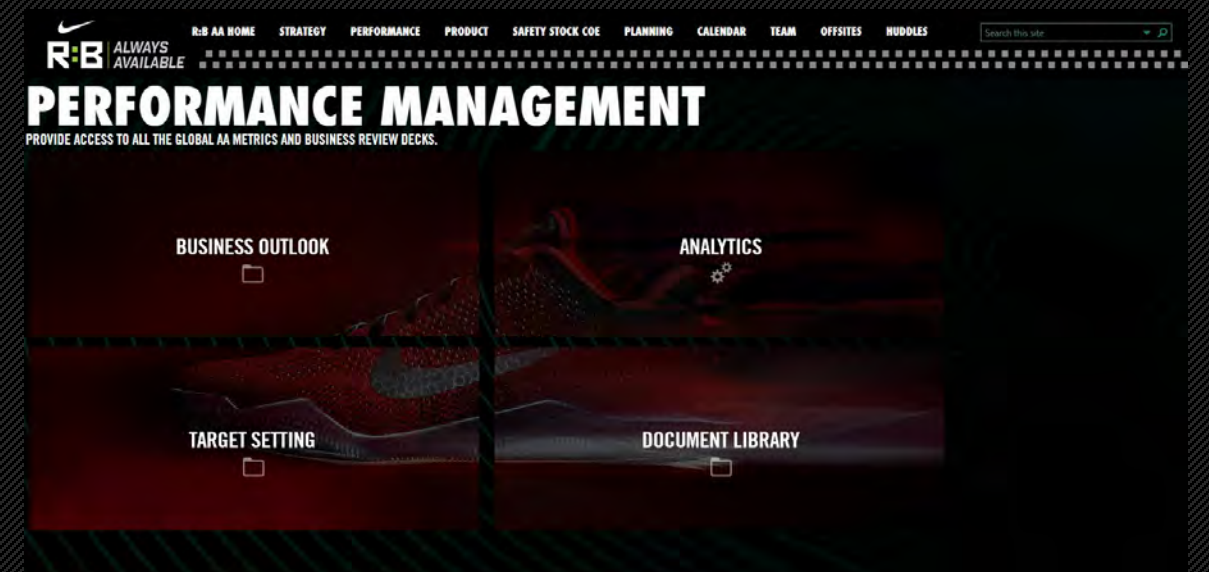 R:B AA HOME STRATEGY PERFORMANCE PRODUCT SAFETY STOCK COE PLANNING CALENDAR TEAM OFFSITES HUDDLES
Search this site
R:B ALWAYS
AVAILABLE
PERFORMANCE MANAGEMENT
PROVIDE ACCESS TO ALL THE GLOBAL AA METRICS AND BUSINESS REVIEW DECKS.
BUSINESS OUTLOOK
ANALYTICS
TARGET SETTING
DOCUMENT LIBRARY